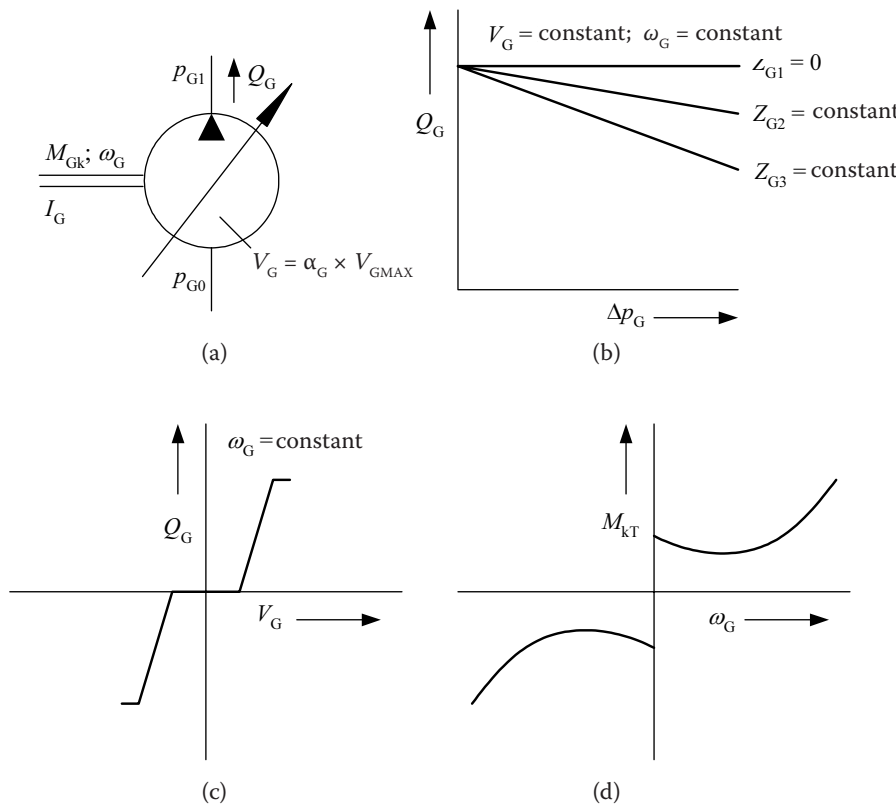 p_G1
Q_G
M_Gk; ω_G
I_G
p_G0
V_G = α_G × V_GMAX
(a)
V_G = constant; ω_G = constant
Z_G1 = 0
Q_G
Z_G2 = constant
Z_G3 = constant
Δp_G
(b)
ω_G = constant
Q_G
V_G
(c)
M_kT
ω_G
(d)